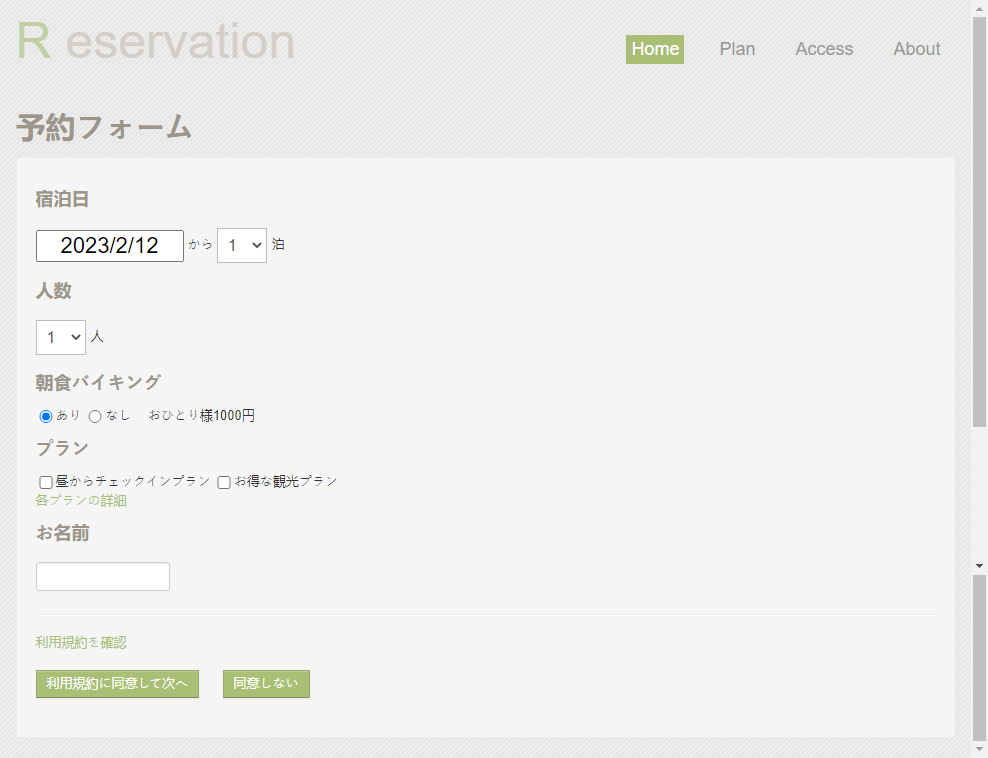 R eservation
Home Plan Access About
予約フォーム
宿泊日
2023/2/12 から 1 泊
人数
1 人
朝食バイキング
あり なし おひとり様1000円
プラン
昼からチェックインプラン お得な観光プラン
各プランの詳細
お名前
利用規約を確認
利用規約に同意して次へ 同意しない